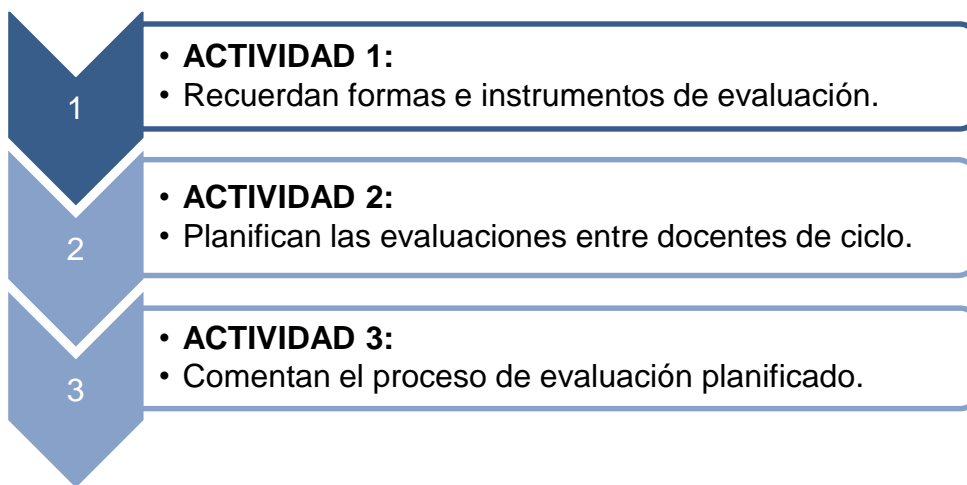 1
• ACTIVIDAD 1:
• Recuerdan formas e instrumentos de evaluación.
2
• ACTIVIDAD 2:
• Planifican las evaluaciones entre docentes de ciclo.
3
• ACTIVIDAD 3:
• Comentan el proceso de evaluación planificado.